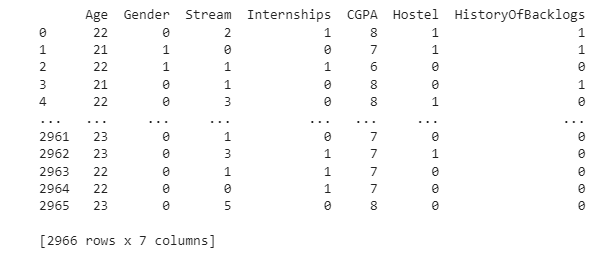 Age Gender Stream Internships CGPA Hostel HistoryOfBacklogs
0 22 0 2 1 8 1 1
1 21 1 0 0 7 1 1
2 22 1 1 1 6 0 0
3 21 0 1 0 8 0 1
4 22 0 3 0 8 1 0
... ... ... ... ... ... ... ...
2961 23 0 1 0 7 0 0
2962 23 0 3 1 7 1 0
2963 22 0 1 1 7 0 0
2964 22 0 0 1 7 0 0
2965 23 0 5 0 8 0 0
[2966 rows x 7 columns]